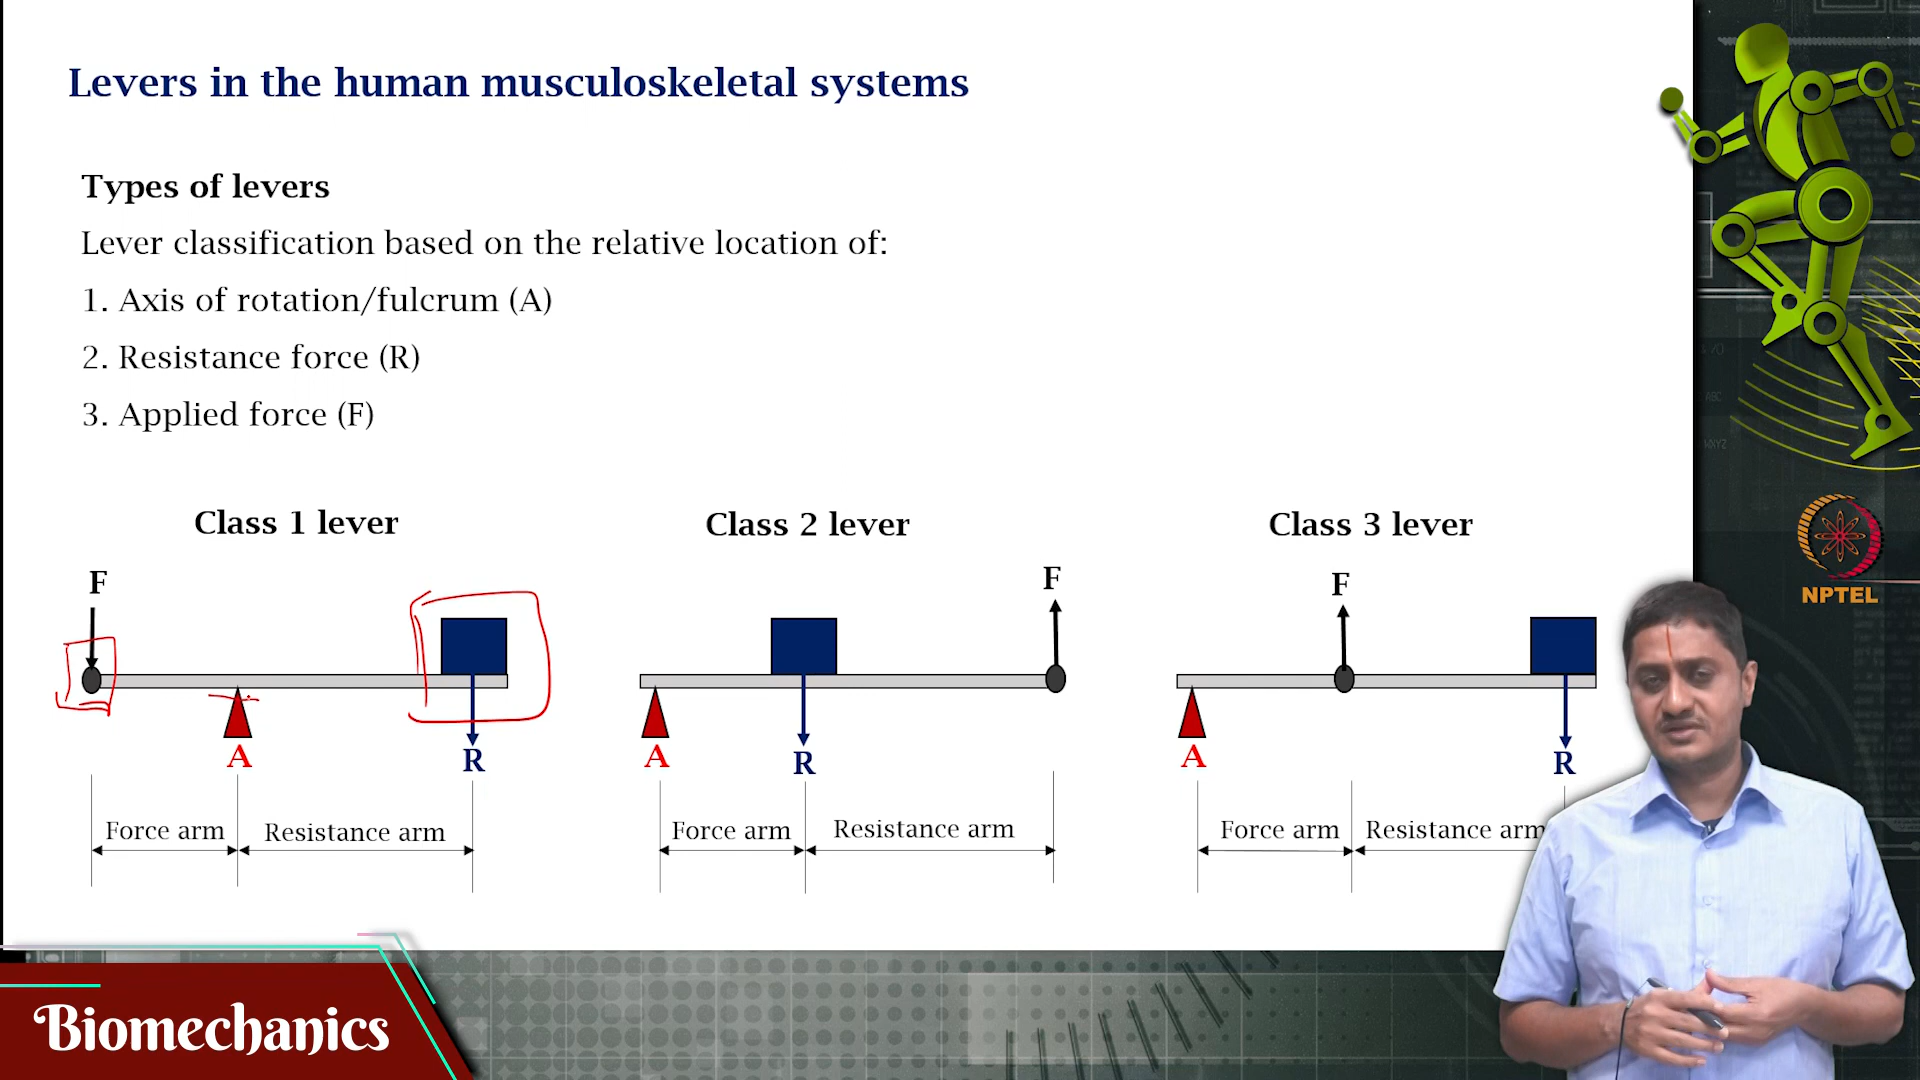 Levers in the human musculoskeletal systems
Types of levers
Lever classification based on the relative location of:
1. Axis of rotation/fulcrum (A)
2. Resistance force (R)
3. Applied force (F)
Class 1 lever
F
A
R
Force arm
Resistance arm
Class 2 lever
F
A
R
Force arm
Resistance arm
Class 3 lever
F
A
R
Force arm
Resistance arm
NPTEL
Biomechanics